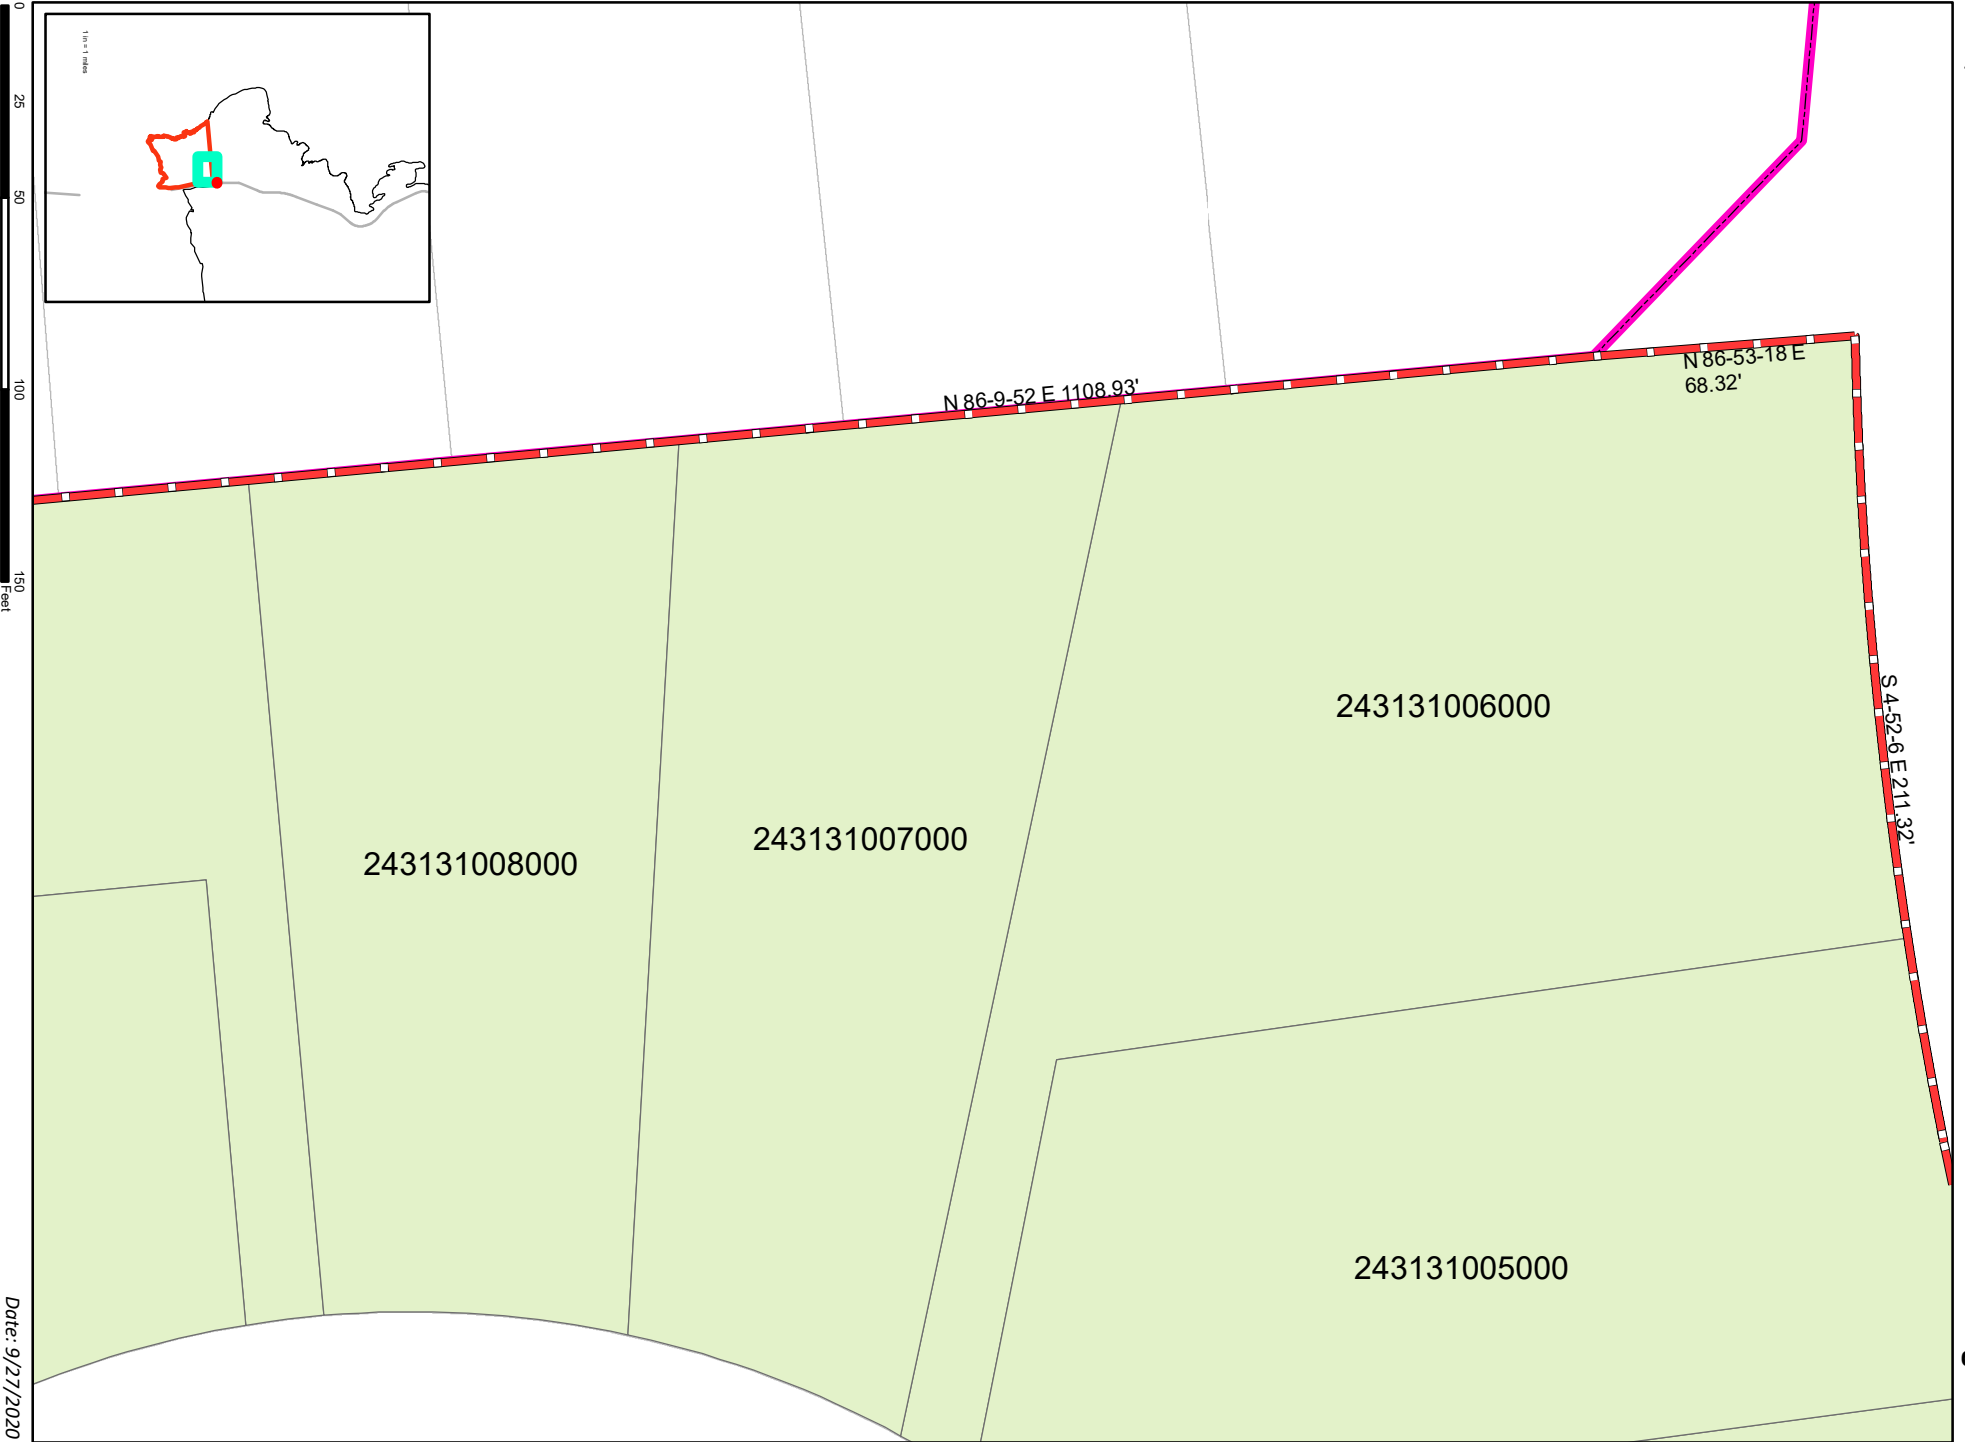 0
25
50
100
150
Feet
1 in = 1 miles
N 86-53-18 E
68.32'
N 86-9-52 E 1108.93'
S 4-52-6 E 211.32'
243131006000
243131007000
243131008000
243131005000
Date: 9/27/2020